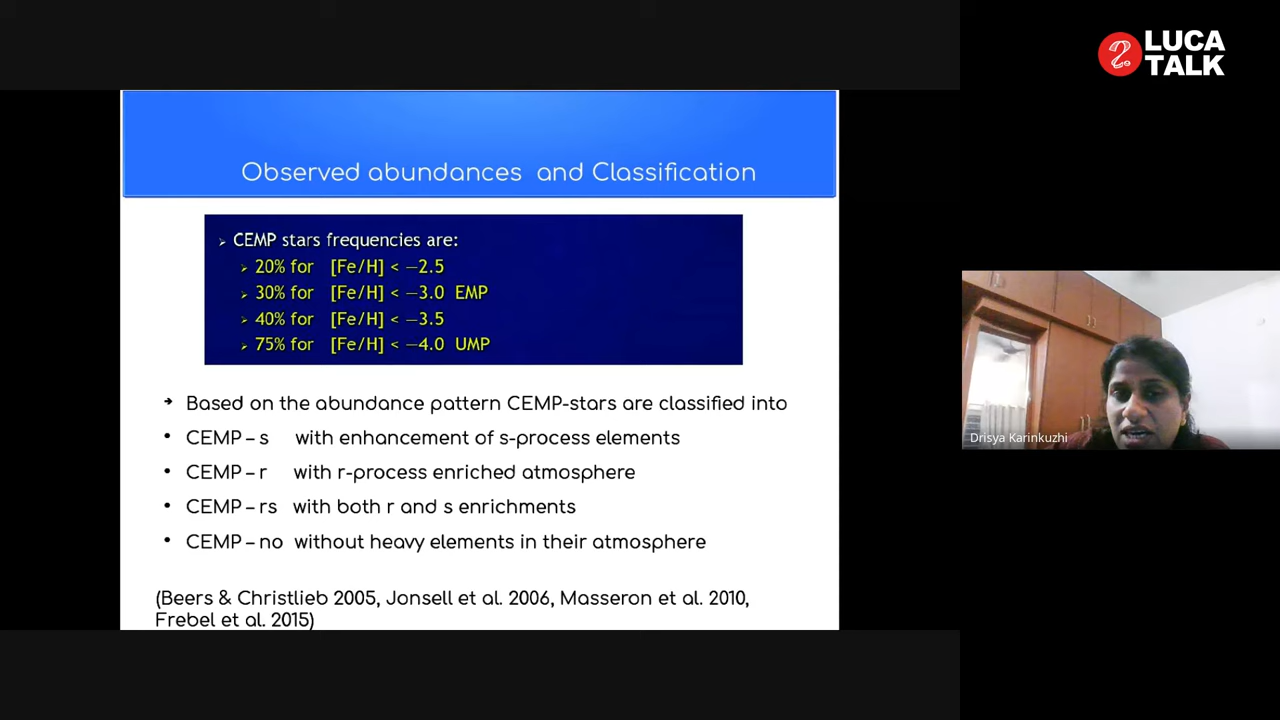 LUCA
TALK
Observed abundances and Classification
➢ CEMP stars frequencies are:
➢ 20% for [Fe/H] < −2.5
➢ 30% for [Fe/H] < −3.0 EMP
➢ 40% for [Fe/H] < −3.5
➢ 75% for [Fe/H] < −4.0 UMP
➔ Based on the abundance pattern CEMP-stars are classified into
• CEMP – s with enhancement of s-process elements
• CEMP – r with r-process enriched atmosphere
• CEMP – rs with both r and s enrichments
• CEMP – no without heavy elements in their atmosphere
(Beers & Christlieb 2005, Jonsell et al. 2006, Masseron et al. 2010,
Frebel et al. 2015)
Drisya Karinkuzhi